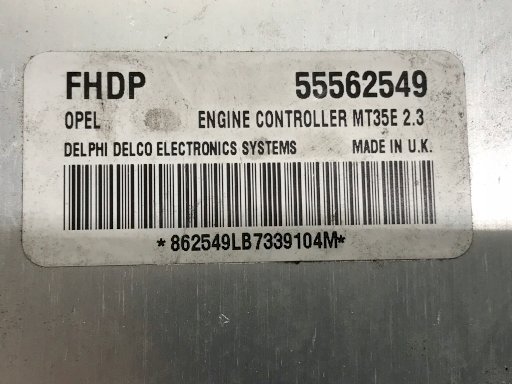 FHDP 55562549
OPEL ENGINE CONTROLLER MT35E 2.3
DELPHI DELCO ELECTRONICS SYSTEMS MADE IN U.K.
*862549LB7339104M*